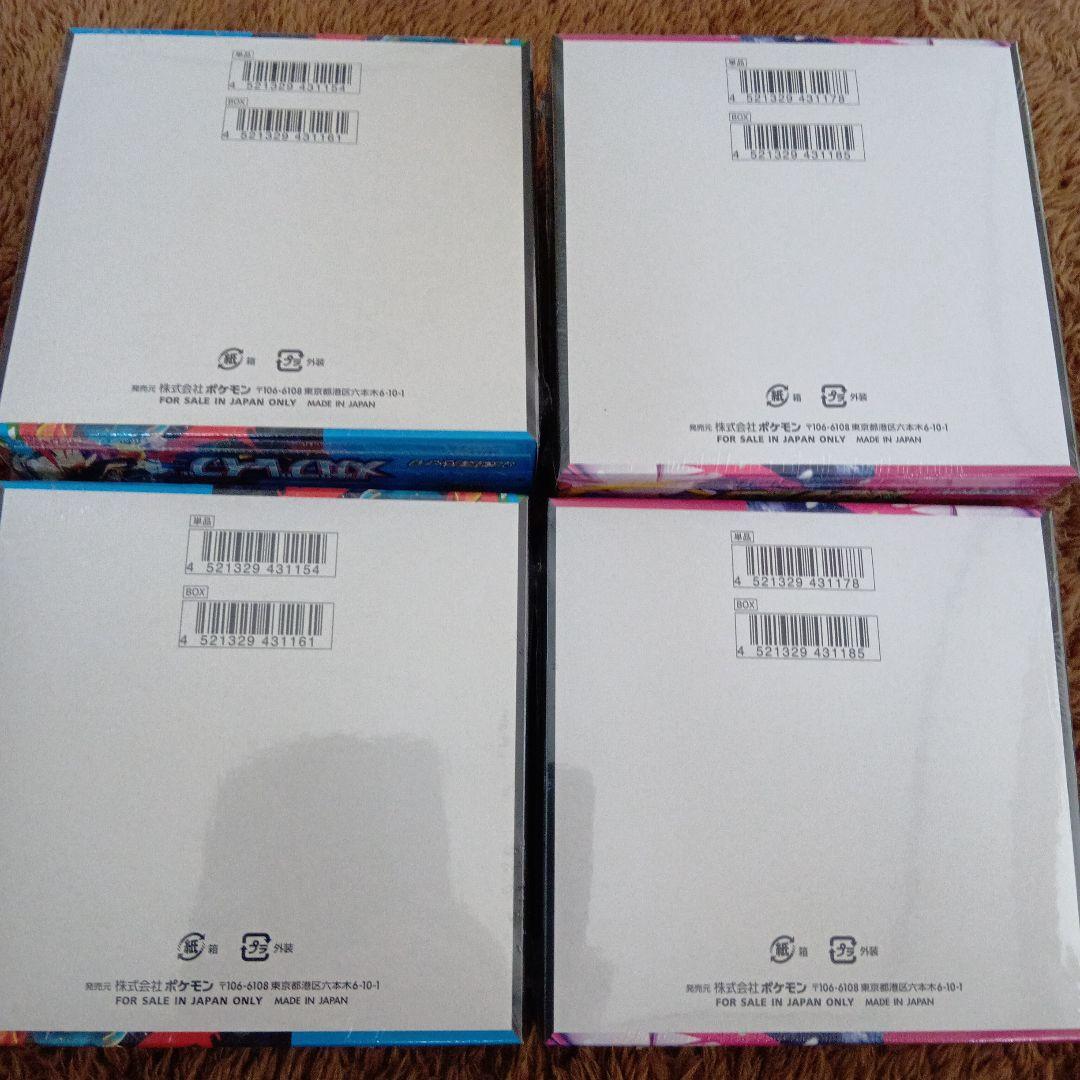 単品
4 521329 431154
BOX
4 521329 431161
紙 箱 プラ 外装
発売元 株式会社ポケモン 〒106-6108 東京都港区六本木6-10-1
FOR SALE IN JAPAN ONLY MADE IN JAPAN
単品
4 521329 431178
BOX
4 521329 431185
紙 箱 プラ 外装
発売元 株式会社ポケモン 〒106-6108 東京都港区六本木6-10-1
FOR SALE IN JAPAN ONLY MADE IN JAPAN
単品
4 521329 431154
BOX
4 521329 431161
紙 箱 プラ 外装
発売元 株式会社ポケモン 〒106-6108 東京都港区六本木6-10-1
FOR SALE IN JAPAN ONLY MADE IN JAPAN
単品
4 521329 431178
BOX
4 521329 431185
紙 箱 プラ 外装
発売元 株式会社ポケモン 〒106-6108 東京都港区六本木6-10-1
FOR SALE IN JAPAN ONLY MADE IN JAPAN